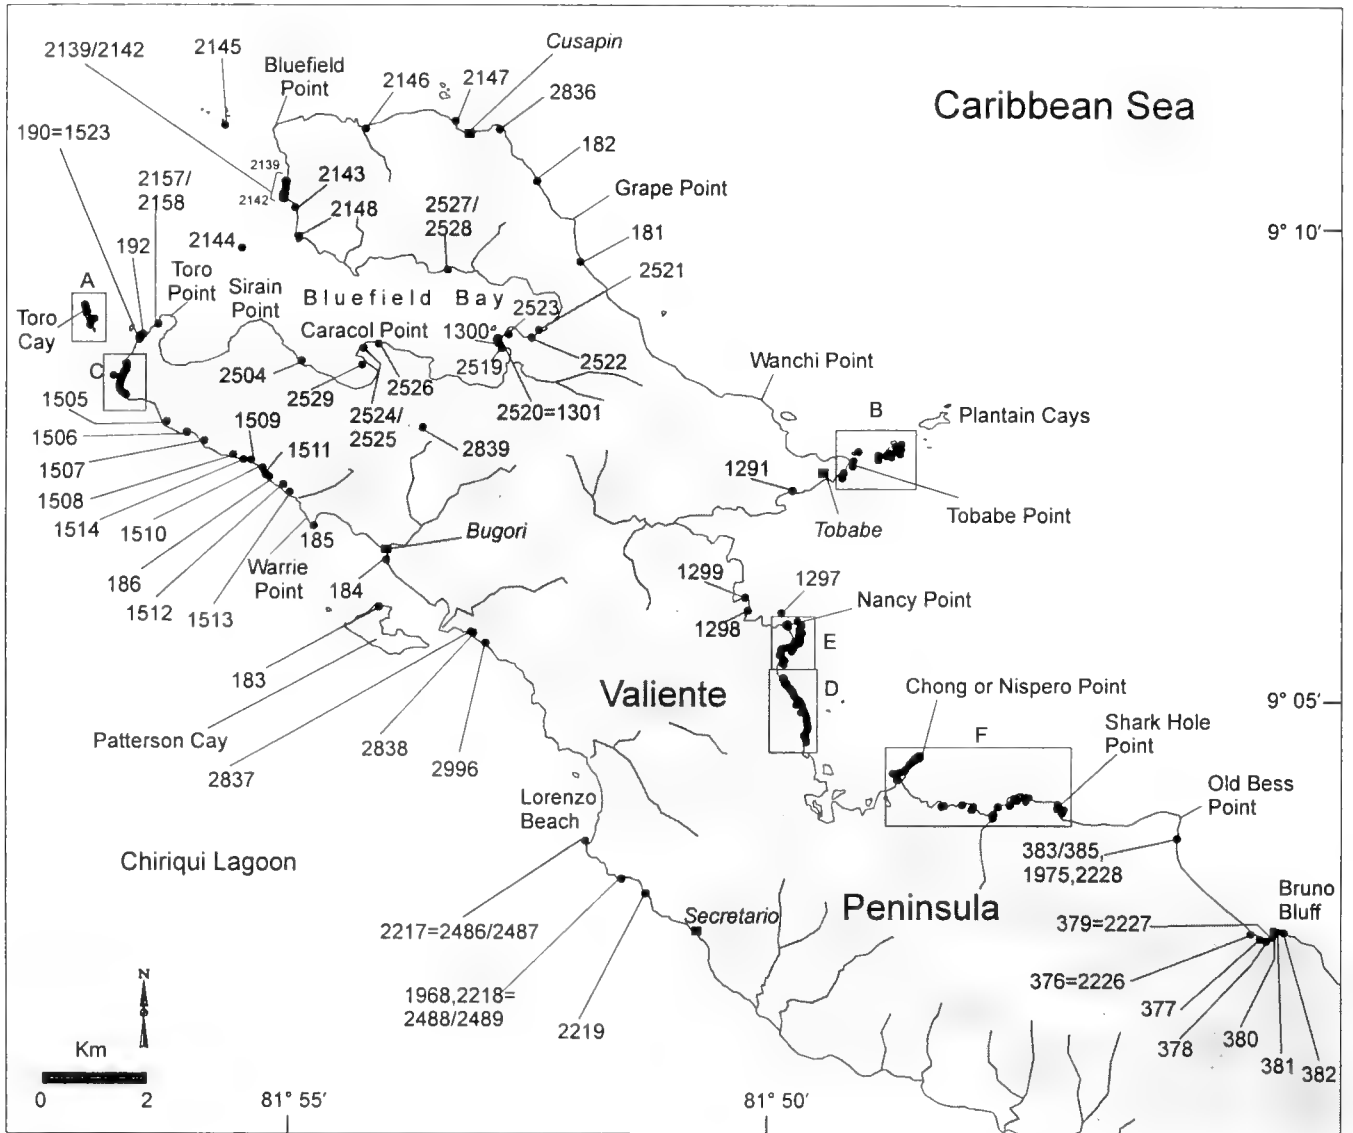 2139/2142
2145
Bluefield
Point
2146
2147
Cusapin
2836
Caribbean Sea
190=1523
182
2139
2142
2143
2157/
2158
2148
2527/
2528
Grape Point
192
2144
181
9° 10′
2521
A
Toro
Point
Sirain
Point
Bluefield Bay
2523
Toro
Cay
Caracol Point
1300
2519
2522
Wanchi Point
C
2504
2529
2526
2520=1301
2524/
2525
1505
1506
1507
1508
1514
1509
1511
2839
B
Plantain Cays
1291
Tobabe
Tobabe Point
1510
186
1512
1513
Warrie
Point
185
Bugori
184
1299
1297
1298
Nancy Point
E
183
Patterson Cay
2837
2838
2996
Valiente
D
Chong or Nispero Point
9° 05′
F
Shark Hole
Point
Old Bess
Point
Lorenzo
Beach
Chiriqui Lagoon
383/385,
1975,2228
Peninsula
Bruno
Bluff
2217=2486/2487
Secretario
379=2227
376=2226
1968,2218=
2488/2489
2219
377
378
380
381
382
N
Km
0
2
81° 55′
81° 50′